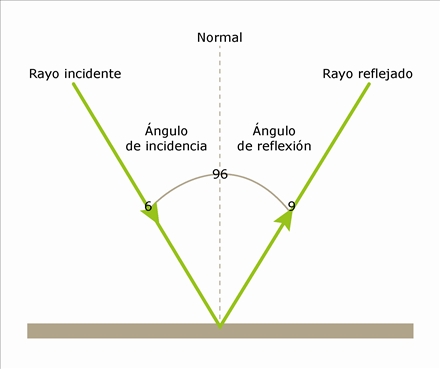 Normal
Rayo incidente
Rayo reflejado
Ángulo
de incidencia
Ángulo
de reflexión
96
6
9